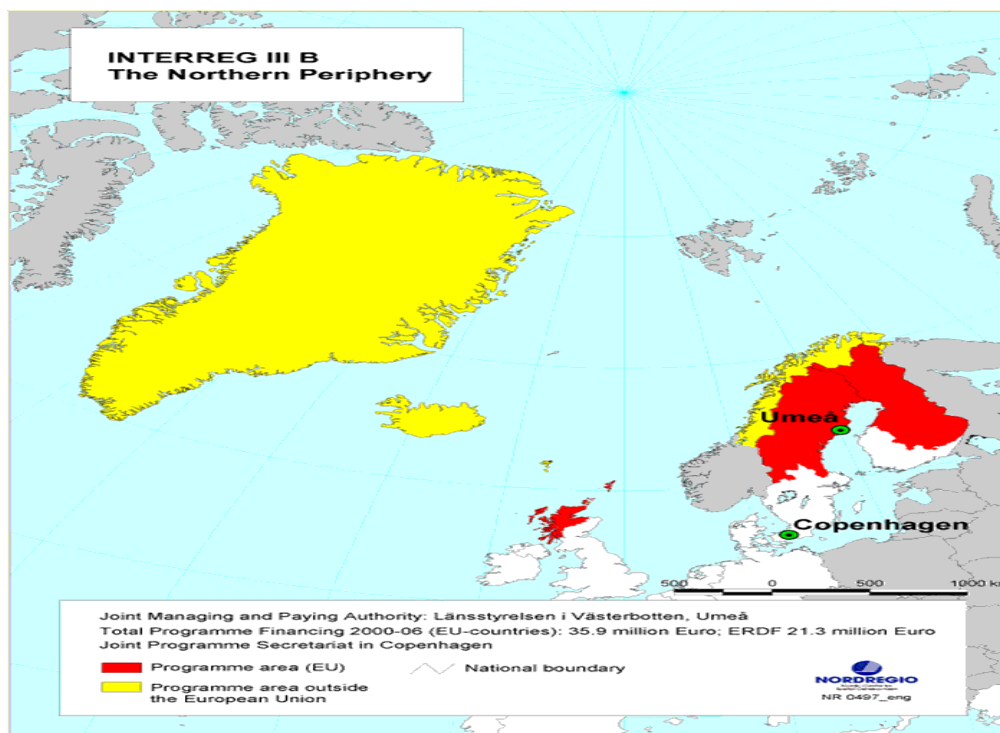 INTERREG III B
The Northern Periphery
Umeå
Copenhagen
500 0 500 1000 km
Joint Managing and Paying Authority: Länsstyrelsen i Västerbotten, Umeå
Total Programme Financing 2000-06 (EU-countries): 35.9 million Euro; ERDF 21.3 million Euro
Joint Programme Secretariat in Copenhagen
Programme area (EU)
National boundary
Programme area outside
the European Union
NORDREGIO
NR 0497_eng